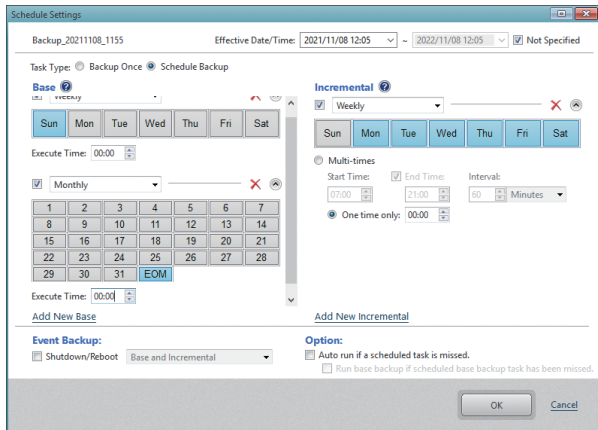 Schedule Settings
Backup_20211108_1155 Effective Date/Time: 2021/11/08 12:05 ~ 2022/11/08 12:05 Not Specified
Task Type: Backup Once Schedule Backup
Base
Weekly
Sun Mon Tue Wed Thu Fri Sat
Execute Time: 00:00
Monthly
1 2 3 4 5 6 7
8 9 10 11 12 13 14
15 16 17 18 19 20 21
22 23 24 25 26 27 28
29 30 31 EOM
Execute Time: 00:00
Add New Base
Incremental
Weekly
Sun Mon Tue Wed Thu Fri Sat
Multi-times
Start Time: End Time: Interval:
07:00 21:00 60 Minutes
One time only: 00:00
Add New Incremental
Event Backup:
Shutdown/Reboot Base and Incremental
Option:
Auto run if a scheduled task is missed.
Run base backup if scheduled base backup task has been missed.
OK Cancel